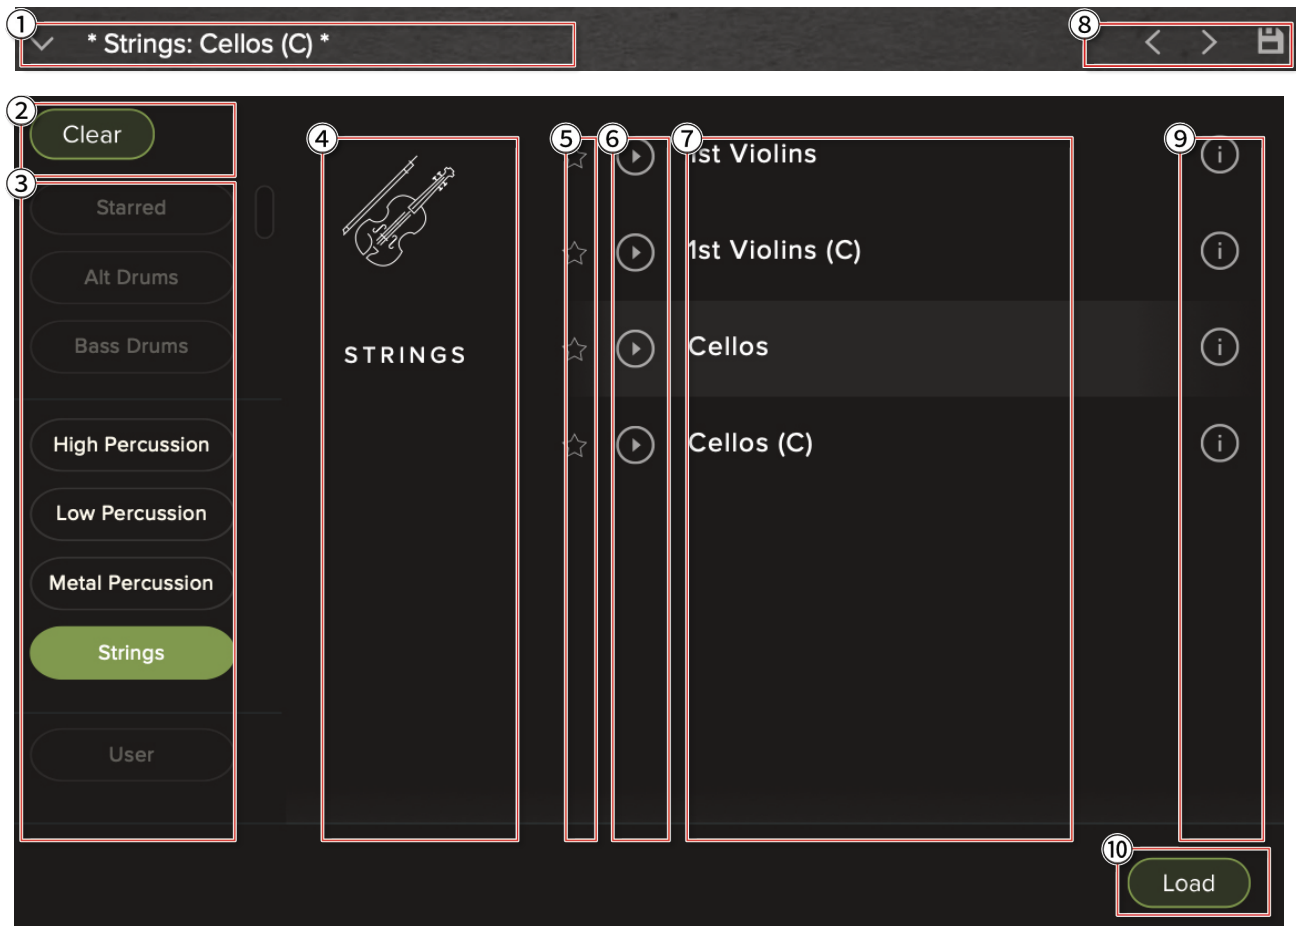 ① * Strings: Cellos (C) * ⑧
② Clear
③ Starred
Alt Drums
Bass Drums
High Percussion
Low Percussion
Metal Percussion
Strings
User
④ STRINGS
⑤ ⑥ ⑦ 1st Violins ⑨
1st Violins (C)
Cellos
Cellos (C)
⑩ Load